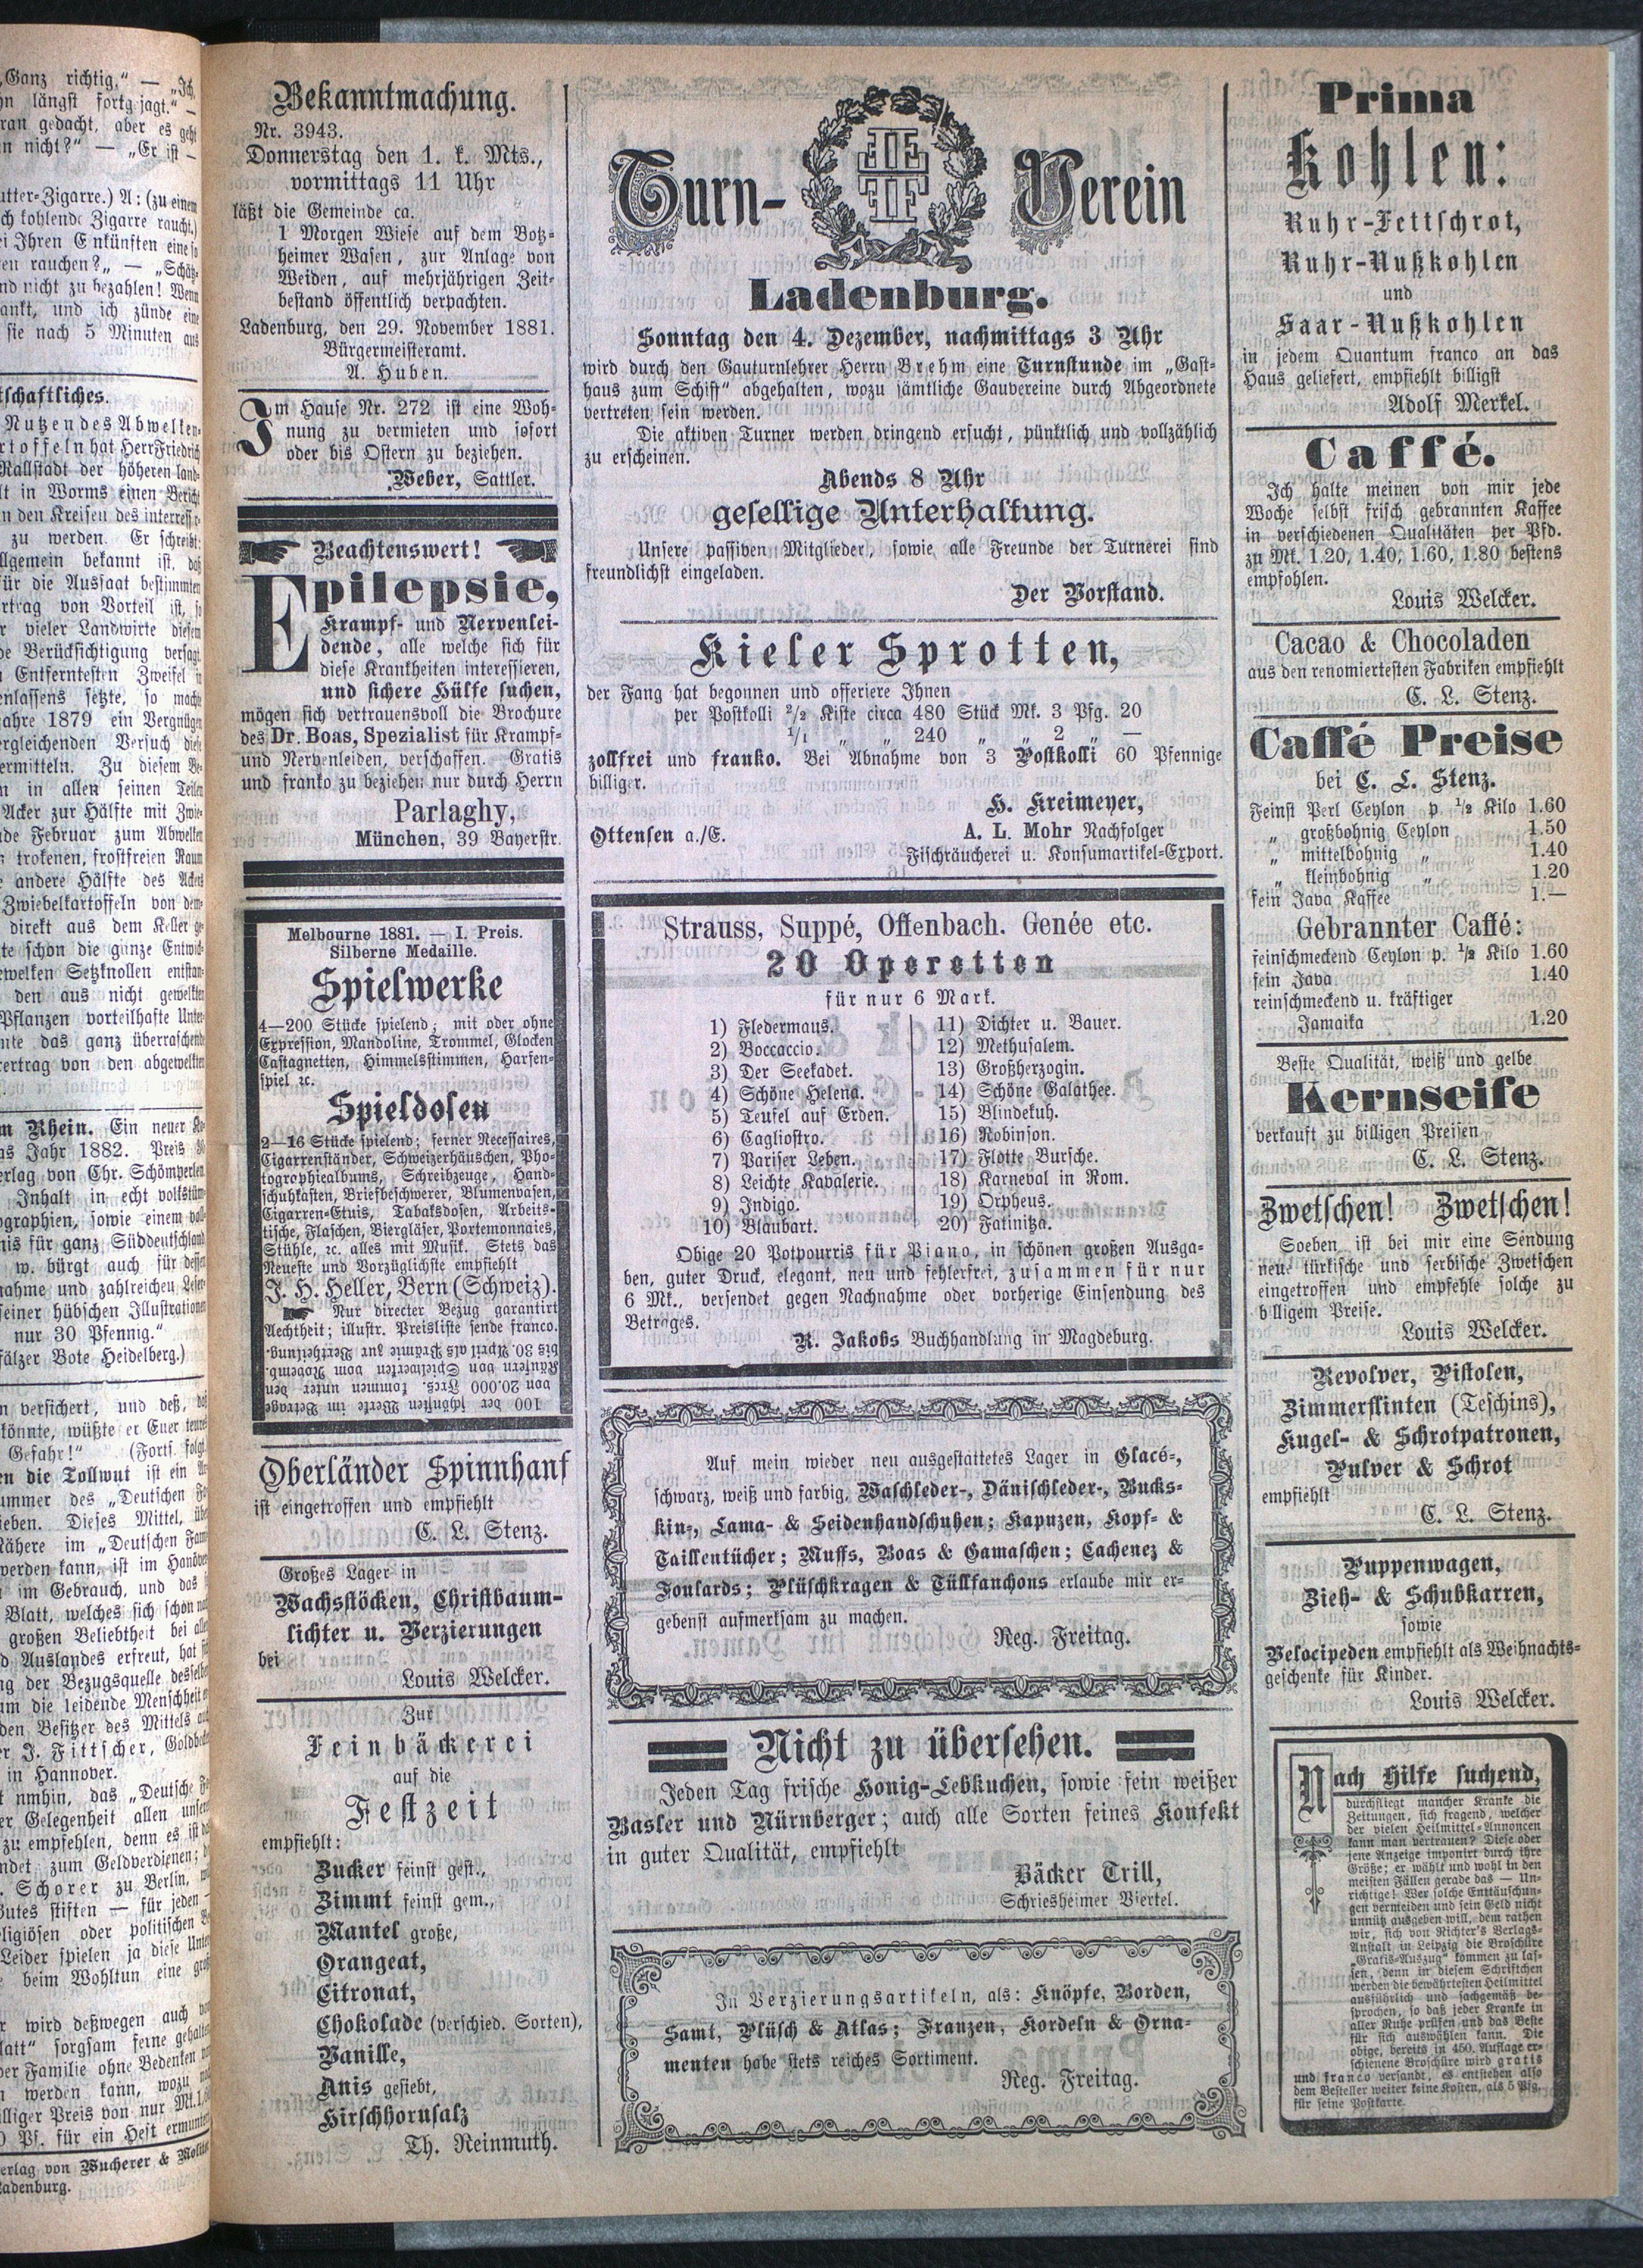 Bekanntmachung.
Nr. 3943.
Donnerstag den 1. k. Mts.,
vormittags 11 Uhr
läßt die Gemeinde ca.
1 Morgen Wiese auf dem Botz-
heimer Wasen, zur Anlage von
Weiden, auf mehrjährigen Zeit-
bestand öffentlich verpachten.
Ladenburg, den 29. November 1881.
Bürgermeisteramt.
A. Huben.
Im Hause Nr. 272 ist eine Woh-
nung zu vermieten und sofort
oder bis Ostern zu beziehen.
Weber, Sattler.
Beachtenswert!
Epilepsie,
Krampf- und Nervenlei-
dende, alle welche sich für
diese Krankheiten interessieren,
und sichere Hülfe suchen,
mögen sich vertrauensvoll die Brochure
des Dr. Boas, Spezialist für Krampf-
und Nervenleiden, verschaffen. Gratis
und franko zu beziehen nur durch Herrn
Parlaghy,
München, 39 Bayerstr.
Melbourne 1881. — I. Preis.
Silberne Medaille.
Spielwerke
4—200 Stücke spielend; mit oder ohne
Expression, Mandoline, Trommel, Glocken
Castagnetten, Himmelsstimmen, Harfen-
spiel ꝛc.
Spieldosen
2—16 Stücke spielend; ferner Necessaires,
Cigarrenständer, Schweizerhäuschen, Pho-
tographiealbums, Schreibzeuge, Hand-
schuhkasten, Briefbeschwerer, Blumenvasen,
Cigarren-Etuis, Tabaksdosen, Arbeits-
tische, Flaschen, Biergläser, Portemonnaies,
Stühle, ꝛc. alles mit Musik. Stets das
Neueste und Vorzüglichste empfiehlt
J. H. Heller, Bern (Schweiz).
Nur directer Bezug garantirt
Aechtheit; illustr. Preisliste sende franco.
100 der schönsten Werke im Betrage
von 20.000 Frcs. kommen unter den
Käufern von Spielwerken vom Novemb.
bis 30. April als Prämie zur Vertheilung.
Oberländer Spinnhanf
ist eingetroffen und empfiehlt
C. L. Stenz.
Großes Lager in
Wachsstöcken, Christbaum-
lichter u. Verzierungen
bei
Louis Welcker.
Zur
Feinbäckerei
auf die
Festzeit
empfiehlt:
Zucker feinst gest.,
Zimmt feinst gem.,
Mantel große,
Orangeat,
Citronat,
Chokolade (verschied. Sorten),
Vanille,
Anis gesiebt,
Hirschhornsalz
Th. Reinmuth.
Turn-Verein
Ladenburg.
Sonntag den 4. Dezember, nachmittags 3 Uhr
wird durch den Gauturnlehrer Herrn Brehm eine Turnstunde im „Gast-
haus zum Schiff“ abgehalten, wozu sämtliche Gauvereine durch Abgeordnete
vertreten sein werden.
Die aktiven Turner werden dringend ersucht, pünktlich und vollzählich
zu erscheinen.
Abends 8 Uhr
gesellige Unterhaltung.
Unsere passiven Mitglieder, sowie alle Freunde der Turnerei sind
freundlichst eingeladen.
Der Vorstand.
Kieler Sprotten,
der Fang hat begonnen und offeriere Ihnen
per Postkolli 2/2 Kiste circa 480 Stück Mk. 3 Pfg. 20
1/1 „ „ 240 „ „ 2 „ —
zollfrei und franko. Bei Abnahme von 3 Postkolli 60 Pfennige
billiger.
H. Kreimeyer,
Ottensen a./E. A. L. Mohr Nachfolger
Fischräucherei u. Konsumartikel-Export.
Strauss, Suppé, Offenbach. Genée etc.
20 Operetten
für nur 6 Mark.
1) Fledermaus.
2) Boccaccio.
3) Der Seekadet.
4) Schöne Helena.
5) Teufel auf Erden.
6) Cagliostro.
7) Pariser Leben.
8) Leichte Kavalerie.
9) Indigo.
10) Blaubart.
11) Dichter u. Bauer.
12) Methusalem.
13) Großherzogin.
14) Schöne Galathee.
15) Blindekuh.
16) Robinson.
17) Flotte Bursche.
18) Karneval in Rom.
19) Orpheus.
20) Fatinitza.
Obige 20 Potpourris für Piano, in schönen großen Ausga-
ben, guter Druck, elegant, neu und fehlerfrei, zusammen für nur
6 Mk., versendet gegen Nachnahme oder vorherige Einsendung des
Betrages.
R. Jakobs Buchhandlung in Magdeburg.
Auf mein wieder neu ausgestattetes Lager in Glacé-,
schwarz, weiß und farbig, Waschleder-, Dänischleder-, Bucks-
kin-, Lama- & Seidenhandschuhen; Kapuzen, Kopf- &
Taillentücher; Muffs, Boas & Gamaschen; Cachenez &
Foulards; Plüschkragen & Tüllfanchons erlaube mir er-
gebenst aufmerksam zu machen.
Reg. Freitag.
Nicht zu übersehen.
Jeden Tag frische Honig-Lebkuchen, sowie fein weißer
Basler und Nürnberger; auch alle Sorten feines Konfekt
in guter Qualität, empfiehlt
Bäcker Trill,
Schriesheimer Viertel.
In Verzierungsartikeln, als: Knöpfe, Borden,
Samt, Plüsch & Atlas; Franzen, Kordeln & Orna-
menten habe stets reiches Sortiment.
Reg. Freitag.
Prima
Kohlen:
Ruhr-Fettschrot,
Ruhr-Nußkohlen
und
Saar-Nußkohlen
in jedem Quantum franco an das
Haus geliefert, empfiehlt billigst
Adolf Merkel.
Caffé.
Ich halte meinen von mir jede
Woche selbst frisch gebrannten Kaffee
in verschiedenen Qualitäten per Pfd.
zu Mk. 1.20, 1.40, 1.60, 1.80 bestens
empfohlen.
Louis Welcker.
Cacao & Chocoladen
aus den renomiertesten Fabriken empfiehlt
C. L. Stenz.
Caffé Preise
bei C. L. Stenz.
Feinst Perl Ceylon p. 1/2 Kilo 1.60
„ großbohnig Ceylon 1.50
„ mittelbohnig „ 1.40
„ kleinbohnig „ 1.20
fein Java Kaffee 1.—
Gebrannter Caffé:
feinschmeckend Ceylon p. 1/2 Kilo 1.60
fein Java 1.40
reinschmeckend u. kräftiger
Jamaika 1.20
Beste Qualität, weiß und gelbe
Kernseife
verkauft zu billigen Preisen
C. L. Stenz.
Zwetschen! Zwetschen!
Soeben ist bei mir eine Sendung
neue türkische und serbische Zwetschen
eingetroffen und empfehle solche zu
billigem Preise.
Louis Welcker.
Revolver, Pistolen,
Zimmerflinten (Teschins),
Kugel- & Schrotpatronen,
Pulver & Schrot
empfiehlt
C. L. Stenz.
Puppenwagen,
Zieh- & Schubkarren,
sowie
Velocipeden empfiehlt als Weihnachts-
geschenke für Kinder.
Louis Welcker.
Nach Hilfe suchend,
durchfliegt mancher Kranke die
Zeitungen, sich fragend, welcher
der vielen Heilmittel-Annoncen
kann man vertrauen? Diese oder
jene Anzeige imponirt durch ihre
Größe; er wählt und wohl in den
meisten Fällen gerade das — Un-
richtige! Wer solche Enttäuschun-
gen vermeiden und sein Geld nicht
unnütz ausgeben will, dem rathen
wir, sich von Richter's Verlags-
Anstalt in Leipzig die Broschüre
„Gratis-Auszug“ kommen zu las-
sen, denn in diesem Schriftchen
werden die bewährtesten Heilmittel
ausführlich und sachgemäß be-
sprochen, so daß jeder Kranke in
aller Ruhe prüfen und das Beste
für sich auswählen kann. Die
obige, bereits in 450. Auflage er-
schienene Broschüre wird gratis
und franco versandt, es entstehen also
dem Besteller weiter keine Kosten, als 5 Pfg.
für seine Postkarte.